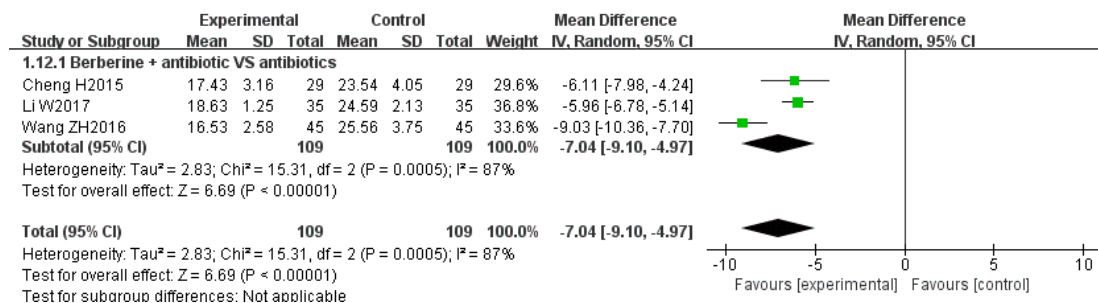 Experimental Control Mean Difference Mean Difference
Study or Subgroup Mean SD Total Mean SD Total Weight IV, Random, 95% CI IV, Random, 95% CI
1.12.1 Berberine + antibiotic VS antibiotics
Cheng H2015 17.43 3.16 29 23.54 4.05 29 29.6% -6.11 [-7.98, -4.24]
Li W2017 18.63 1.25 35 24.59 2.13 35 36.8% -5.96 [-6.78, -5.14]
Wang ZH2016 16.53 2.58 45 25.56 3.75 45 33.6% -9.03 [-10.36, -7.70]
Subtotal (95% CI) 109 109 100.0% -7.04 [-9.10, -4.97]
Heterogeneity: Tau² = 2.83; Chi² = 15.31, df = 2 (P = 0.0005); I² = 87%
Test for overall effect: Z = 6.69 (P < 0.00001)
Total (95% CI) 109 109 100.0% -7.04 [-9.10, -4.97]
Heterogeneity: Tau² = 2.83; Chi² = 15.31, df = 2 (P = 0.0005); I² = 87%
-10 -5 0 5 10
Test for overall effect: Z = 6.69 (P < 0.00001)
Favours [experimental] Favours [control]
Test for subgroup differences: Not applicable